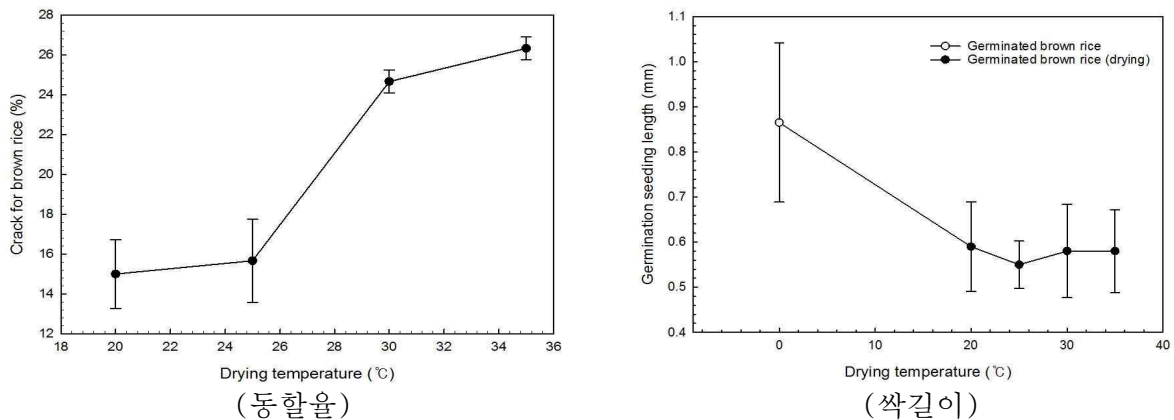 28
26
24
22
20
18
16
14
12
18 20 22 24 26 28 30 32 34 36
Crack for brown rice (%)
Drying temperature (℃)
(동할율)
1.1
1.0
0.9
0.8
0.7
0.6
0.5
0.4
0 10 20 30 40
Germination seeding length (mm)
Germinated brown rice
Germinated brown rice (drying)
Drying temperature (℃)
(싹길이)